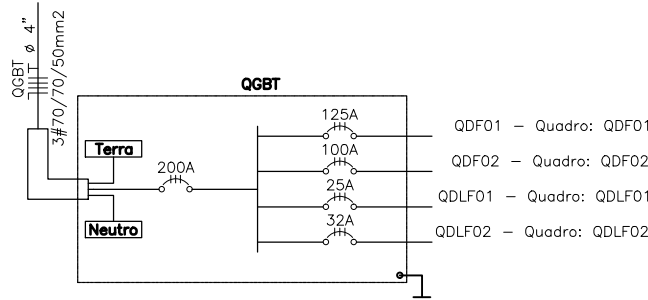 QGBT
T ø 4"
3#70/70/50mm2
QGBT
Terra
Neutro
200A
125A
QDF01 – Quadro: QDF01
100A
QDF02 – Quadro: QDF02
25A
QDLF01 – Quadro: QDLF01
32A
QDLF02 – Quadro: QDLF02